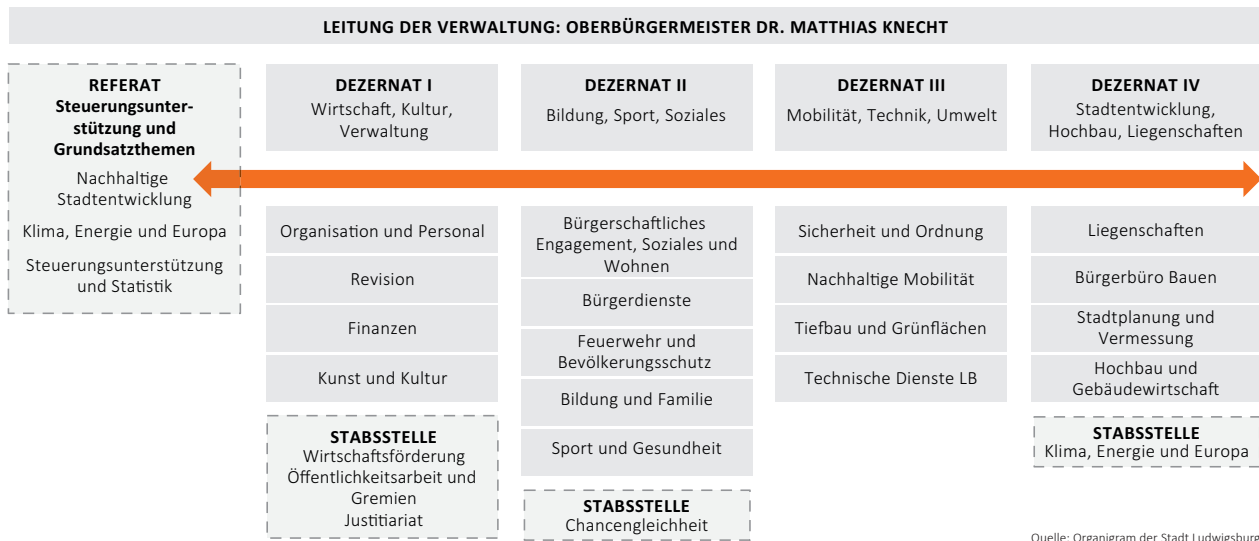 LEITUNG DER VERWALTUNG: OBERBÜRGERMEISTER DR. MATTHIAS KNECHT
REFERAT
Steuerungsunter-
stützung und
Grundsatzthemen
Nachhaltige
Stadtentwicklung
Klima, Energie und Europa
Steuerungsunterstützung
und Statistik
DEZERNAT I
Wirtschaft, Kultur,
Verwaltung
Organisation und Personal
Revision
Finanzen
Kunst und Kultur
STABSSTELLE
Wirtschaftsförderung
Öffentlichkeitsarbeit und
Gremien
Justitiariat
DEZERNAT II
Bildung, Sport, Soziales
Bürgerschaftliches
Engagement, Soziales und
Wohnen
Bürgerdienste
Feuerwehr und
Bevölkerungsschutz
Bildung und Familie
Sport und Gesundheit
STABSSTELLE
Chancengleichheit
DEZERNAT III
Mobilität, Technik, Umwelt
Sicherheit und Ordnung
Nachhaltige Mobilität
Tiefbau und Grünflächen
Technische Dienste LB
DEZERNAT IV
Stadtentwicklung,
Hochbau, Liegenschaften
Liegenschaften
Bürgerbüro Bauen
Stadtplanung und
Vermessung
Hochbau und
Gebäudewirtschaft
STABSSTELLE
Klima, Energie und Europa
Quelle: Organigram der Stadt Ludwigsburg